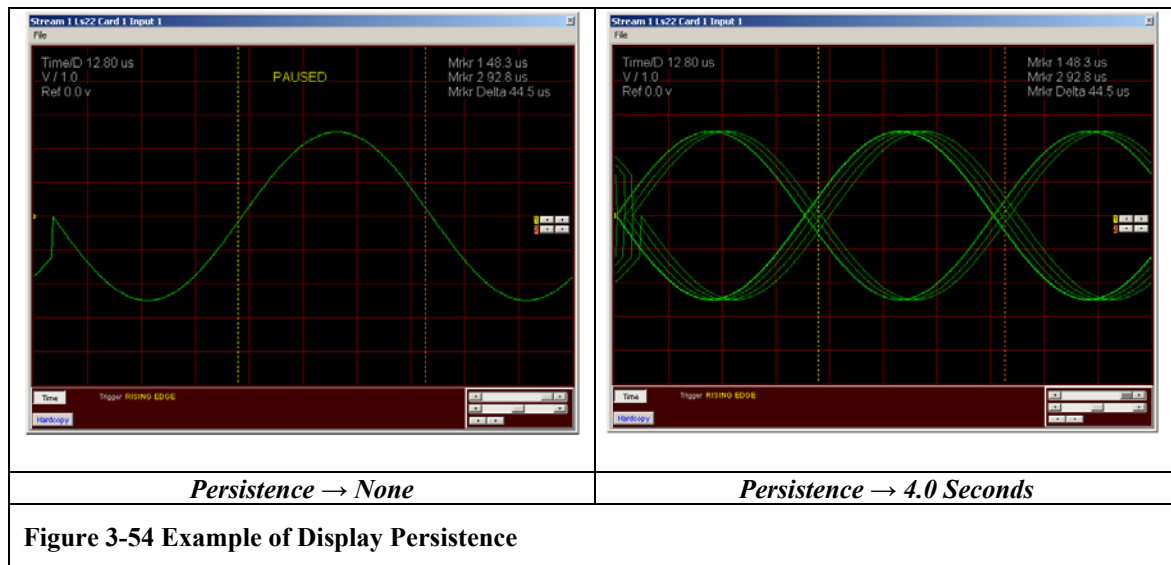 Stream 1 Ls22 Card 1 Input 1
File
Time/D 12.80 us
V / 1.0
Ref 0.0 v
PAUSED
Mrkr 1 48.3 us
Mrkr 2 92.8 us
Mrkr Delta 44.5 us
1
2
Time
Trigger RISING EDGE
Hardcopy
Stream 1 Ls22 Card 1 Input 1
File
Time/D 12.80 us
V / 1.0
Ref 0.0 v
Mrkr 1 48.3 us
Mrkr 2 92.8 us
Mrkr Delta 44.5 us
1
2
Time
Trigger RISING EDGE
Hardcopy
Persistence → None
Persistence → 4.0 Seconds
Figure 3-54 Example of Display Persistence